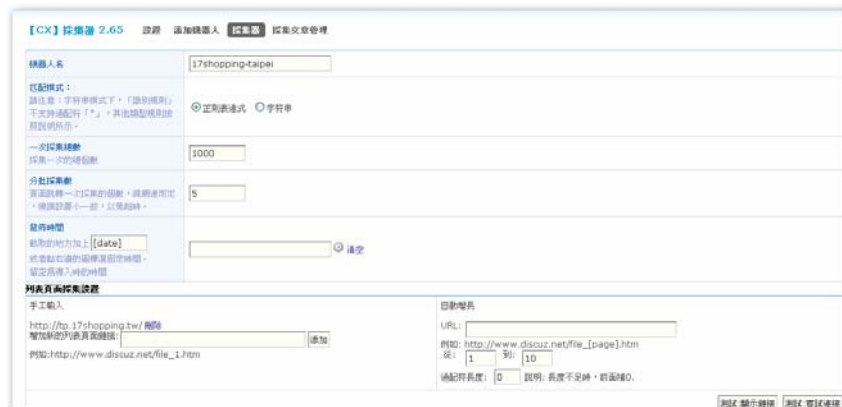 【CX】採集器 2.65 設置 添加機器人 採集器 採集文章管理
機器人名 17shopping-taipei
匹配模式：
請注意：字符串模式下，「識別規則」
不支持通配符「*」，其他類型規則按
照說明所示。
正則表達式 字符串
一次採集總數
採集一次的總個數
1000
分批採集數
頁面跳轉一次採集的個數，視網速而定
，建議設置小一些，以免超時。
5
發佈時間
截取的地方加上 [date]
或者點右邊的圖標選固定時間。
留空爲導入時的時間
清空
列表頁面採集設置
手工輸入
http://tp.17shopping.tw/ 刪除
增加新的列表頁面鏈接: 添加
例如:http://www.discuz.net/file_1.htm
自動增長
URL:
例如: http://www.discuz.net/file_[page].htm
從: 1 到: 10
通配符長度: 0 說明: 長度不足時，前面補0.
測試:顯示鏈接